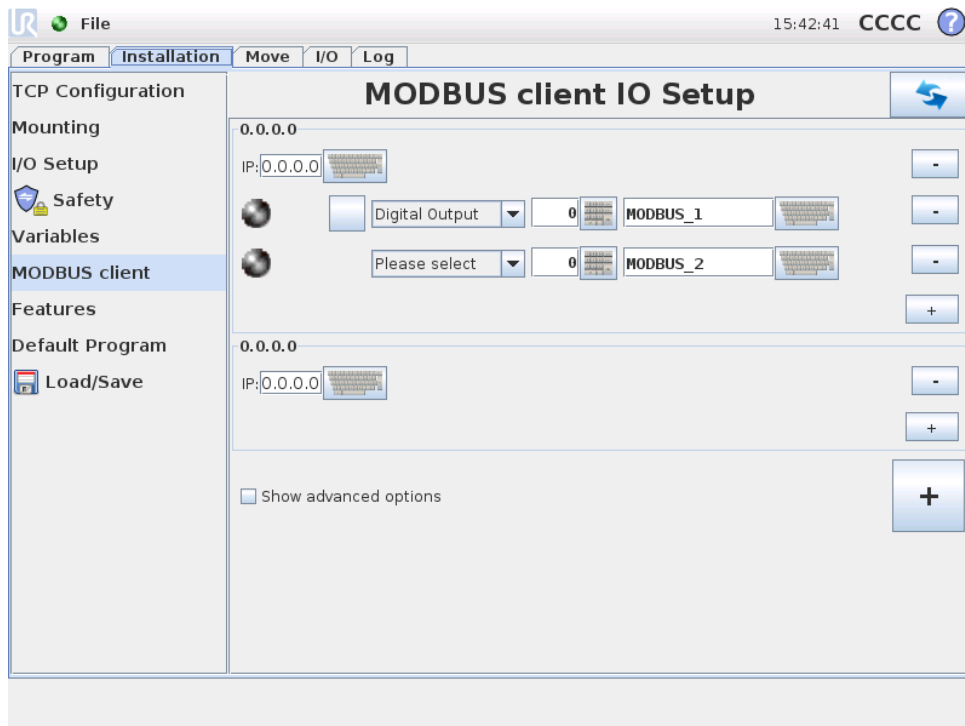 UR File 15:42:41 CCCC ?
Program Installation Move I/O Log
TCP Configuration
Mounting
I/O Setup
Safety
Variables
MODBUS client
Features
Default Program
Load/Save
MODBUS client IO Setup
0.0.0.0
IP: 0.0.0.0 -
Digital Output 0 MODBUS_1 -
Please select 0 MODBUS_2 -
+
0.0.0.0
IP: 0.0.0.0 -
+
Show advanced options +